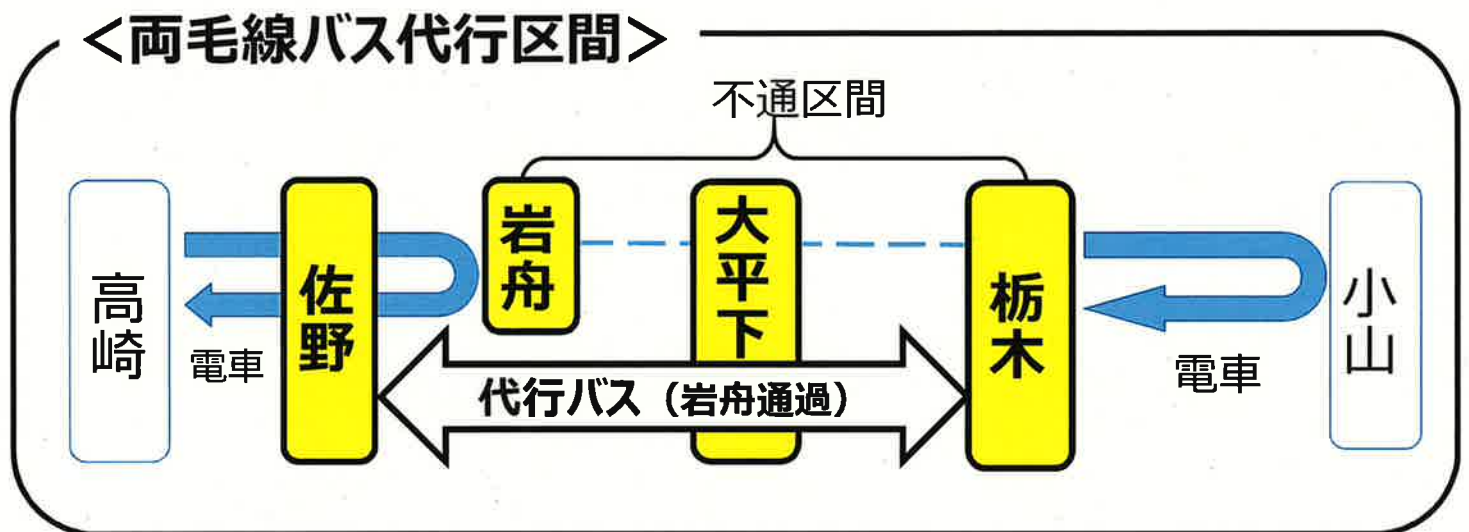 ＜両毛線バス代行区間＞
不通区間
高崎
電車
佐野
岩舟
大平下
栃木
電車
小山
代行バス（岩舟通過）